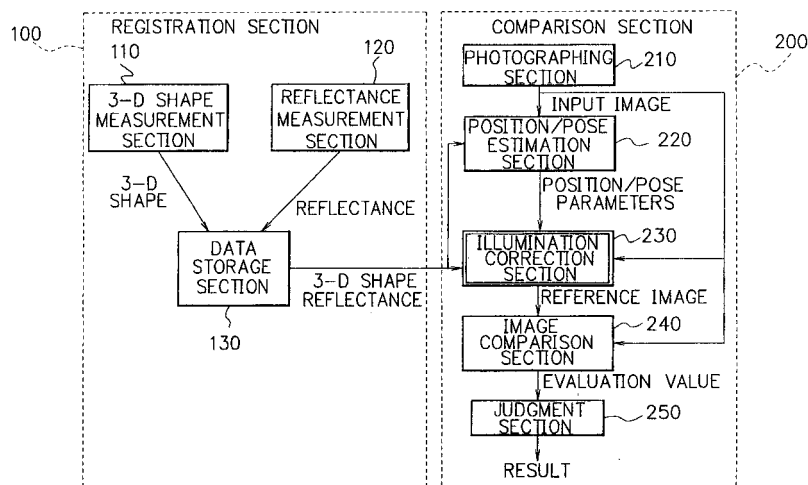 100
REGISTRATION SECTION
110
3-D SHAPE
MEASUREMENT
SECTION
120
REFLECTANCE
MEASUREMENT
SECTION
3-D
SHAPE
REFLECTANCE
DATA
STORAGE
SECTION
130
3-D SHAPE
REFLECTANCE
COMPARISON SECTION
200
PHOTOGRAPHING
SECTION
210
INPUT IMAGE
POSITION/POSE
ESTIMATION
SECTION
220
POSITION/POSE
PARAMETERS
ILLUMINATION
CORRECTION
SECTION
230
REFERENCE IMAGE
IMAGE
COMPARISON
SECTION
240
EVALUATION VALUE
JUDGMENT
SECTION
250
RESULT